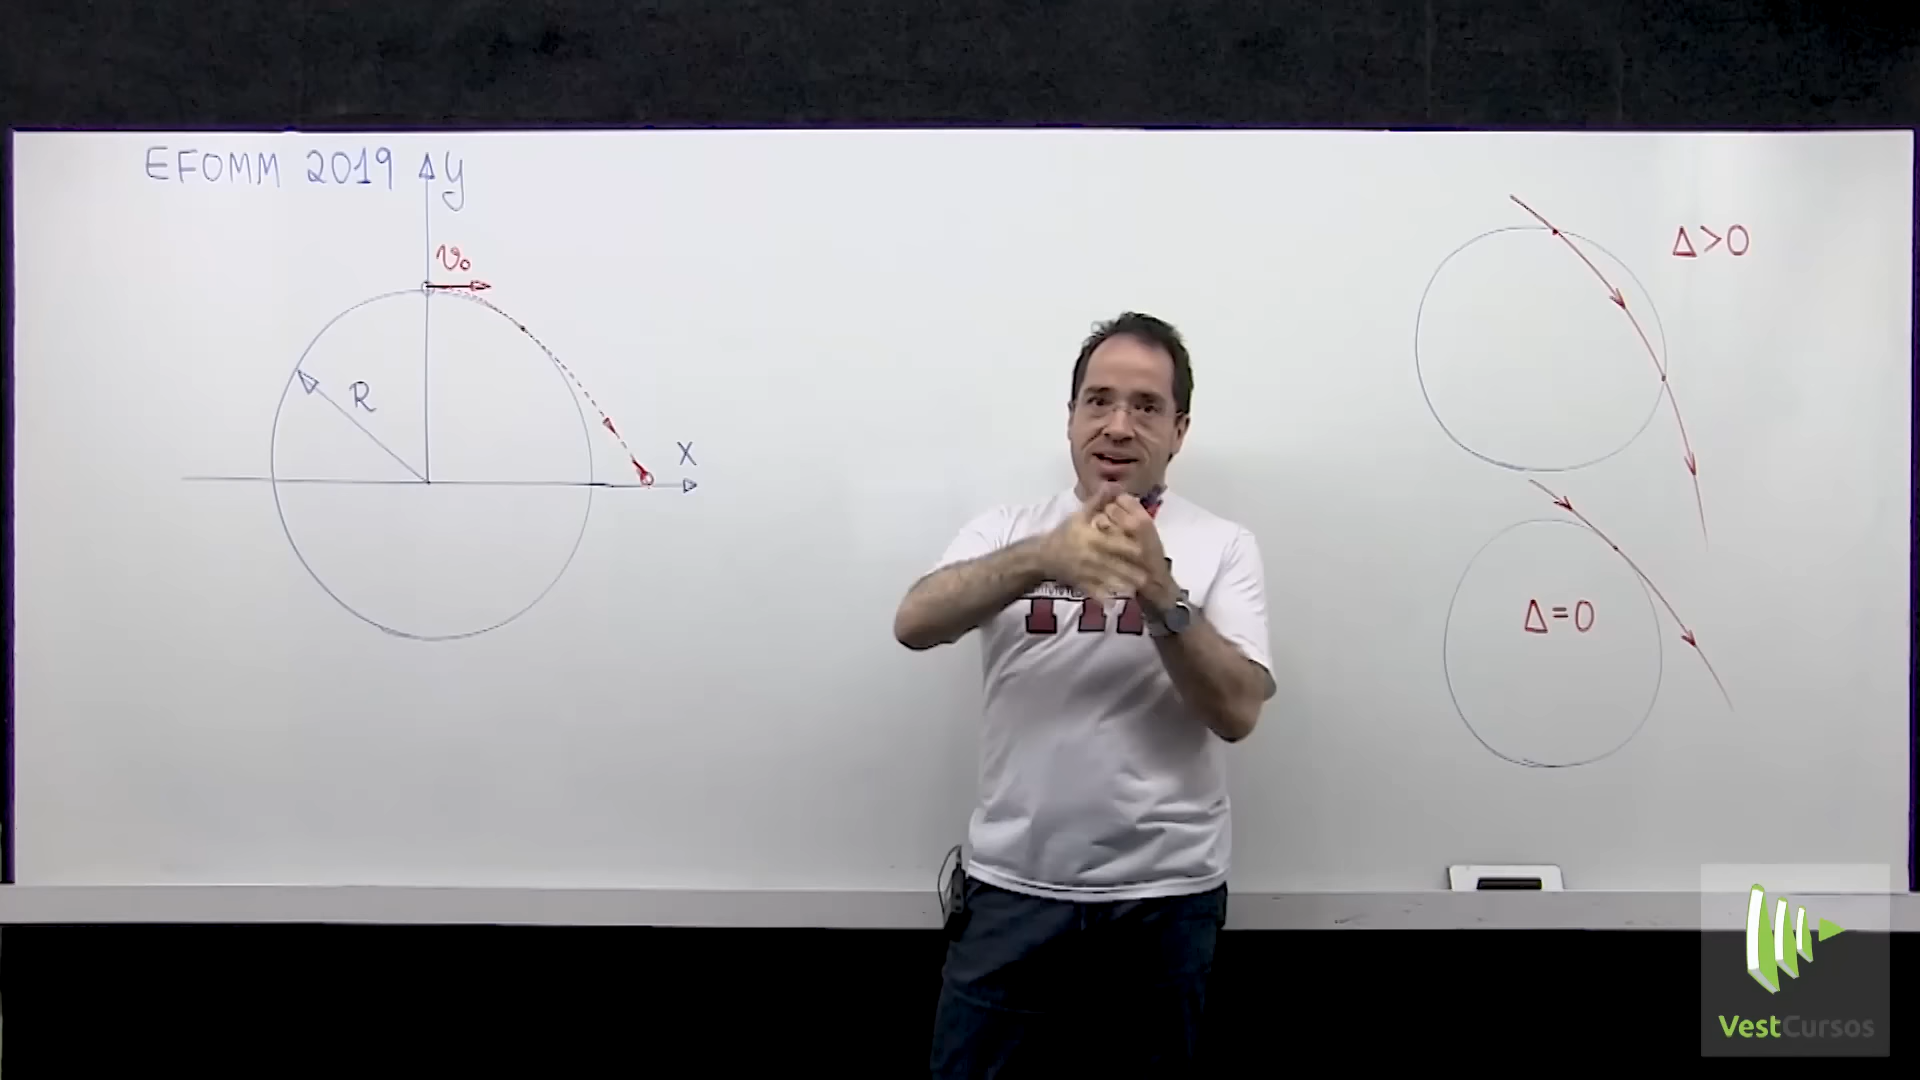 EFOMM 2019
y
v₀
R
X
Δ>0
Δ=0
VestCursos